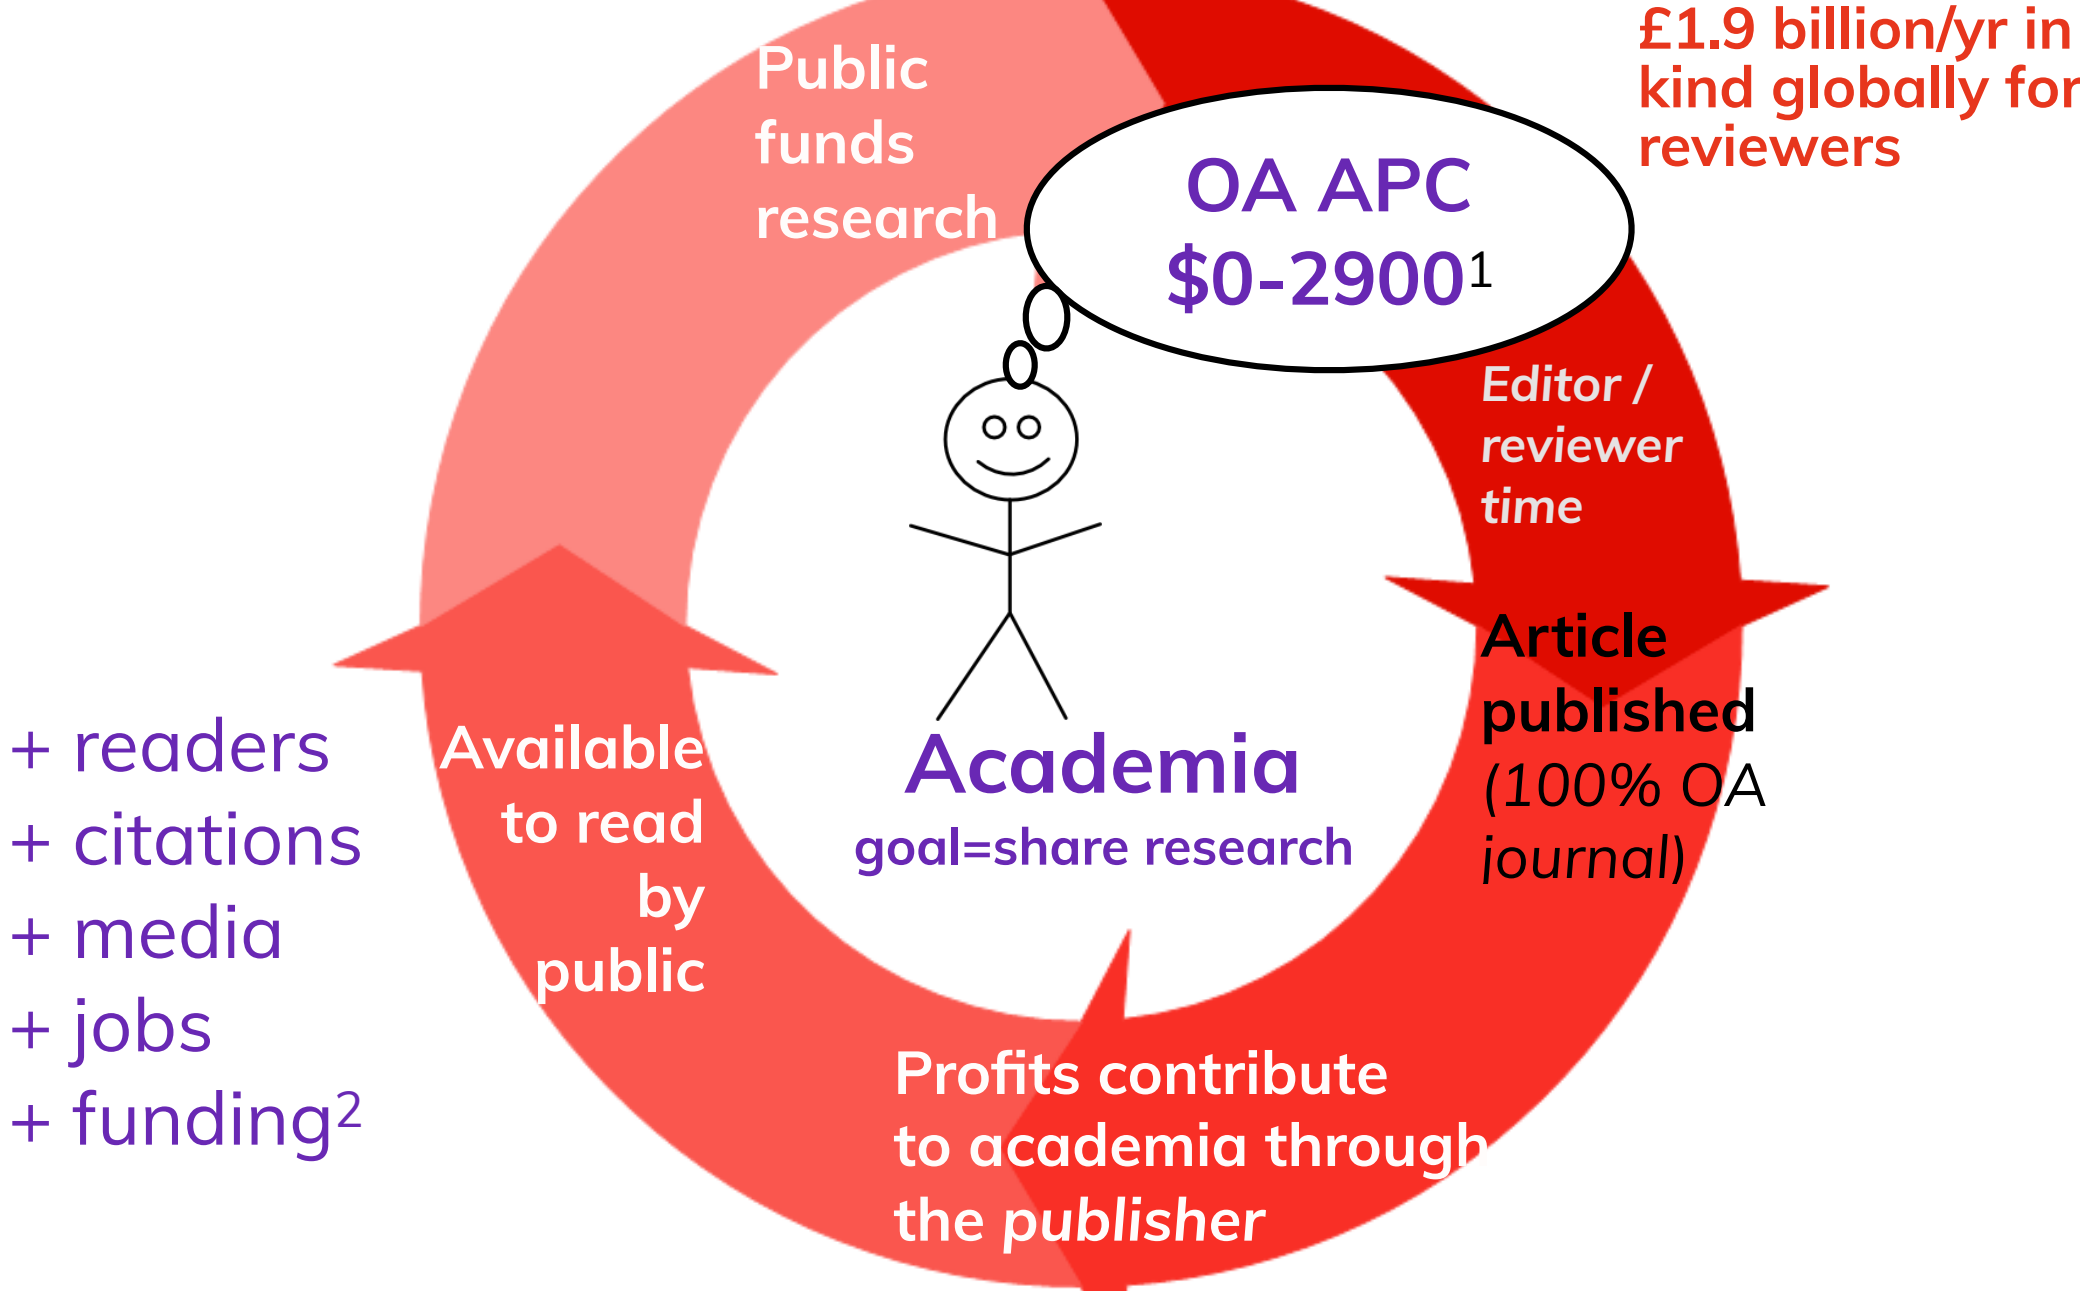 £1.9 billion/yr in
kind globally for
reviewers
Public
funds
research
OA APC
$0-2900¹
Editor /
reviewer
time
Article
published
(100% OA
journal)
Academia
goal=share research
Profits contribute
to academia through
the publisher
Available
to read
by
public
+ readers
+ citations
+ media
+ jobs
+ funding²